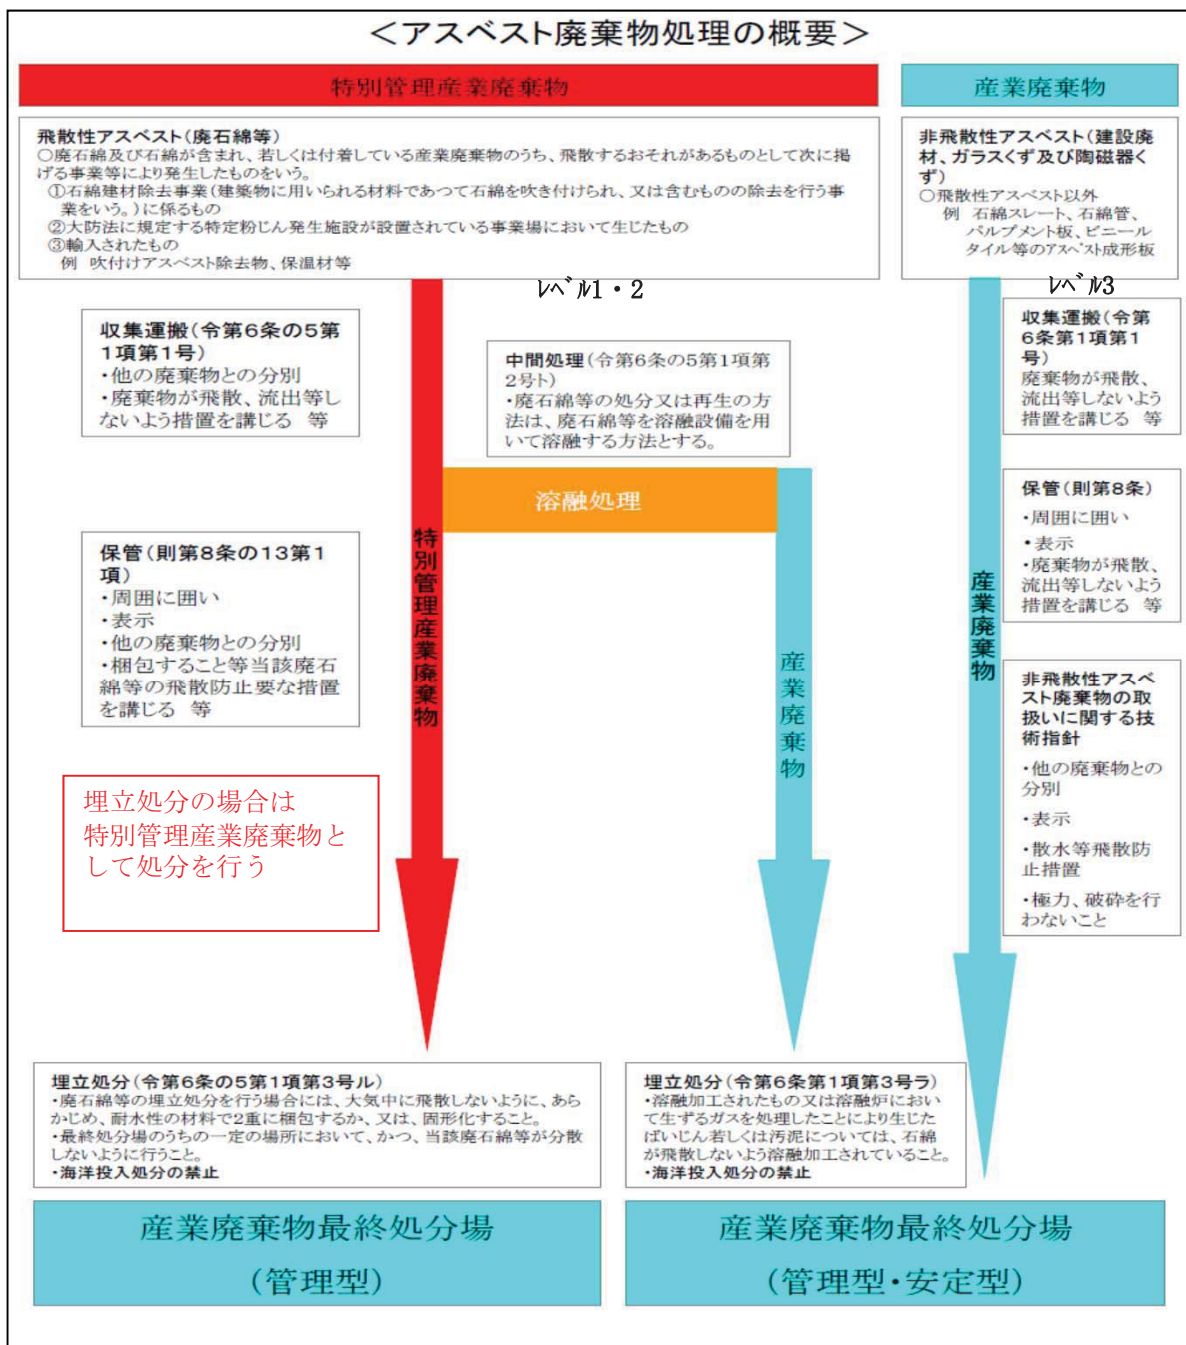 ＜アスベスト廃棄物処理の概要＞
特別管理産業廃棄物
産業廃棄物
飛散性アスベスト(廃石綿等)
○廃石綿及び石綿が含まれ、若しくは付着している産業廃棄物のうち、飛散するおそれがあるものとして次に掲
げる事業等により発生したものをいう。
①石綿建材除去事業(建築物に用いられる材料であつて石綿を吹き付けられ、又は含むものの除去を行う事
業をいう。)に係るもの
②大防法に規定する特定粉じん発生施設が設置されている事業場において生じたもの
③輸入されたもの
例 吹付けアスベスト除去物、保温材等
非飛散性アスベスト(建設廃
材、ガラスくず及び陶磁器く
ず)
○飛散性アスベスト以外
例 石綿スレート、石綿管、
パルプメント板、ビニール
タイル等のアスベスト成形板
レベル1・2
レベル3
収集運搬(令第6条の5第
1項第1号)
・他の廃棄物との分別
・廃棄物が飛散、流出等し
ないよう措置を講じる 等
中間処理(令第6条の5第1項第
2号ト)
・廃石綿等の処分又は再生の方
法は、廃石綿等を溶融設備を用
いて溶融する方法とする。
収集運搬(令第
6条第1項第1
号)
廃棄物が飛散、
流出等しないよう
措置を講じる 等
溶融処理
保管(則第8条の13第1
項)
・周囲に囲い
・表示
・他の廃棄物との分別
・梱包すること等当該廃石
綿等の飛散防止要な措置
を講じる 等
特別管理産業廃棄物
産業廃棄物
産業廃棄物
保管(則第8条)
・周囲に囲い
・表示
・廃棄物が飛散、
流出等しないよう
措置を講じる 等
非飛散性アスベ
スト廃棄物の取
扱いに関する技
術指針
・他の廃棄物との
分別
・表示
・散水等飛散防
止措置
・極力、破砕を行
わないこと
埋立処分の場合は
特別管理産業廃棄物と
して処分を行う
埋立処分(令第6条の5第1項第3号ル)
・廃石綿等の埋立処分を行う場合には、大気中に飛散しないように、あら
かじめ、耐水性の材料で2重に梱包するか、又は、固形化すること。
・最終処分場のうちの一定の場所において、かつ、当該廃石綿等が分散
しないように行うこと。
・海洋投入処分の禁止
埋立処分(令第6条第1項第3号ラ)
・溶融加工されたもの又は溶融炉にお
いて生ずるガスを処理したことにより生じた
ばいじん若しくは汚泥については、石綿
が飛散しないよう溶融加工されていること。
・海洋投入処分の禁止
産業廃棄物最終処分場
(管理型)
産業廃棄物最終処分場
(管理型・安定型)